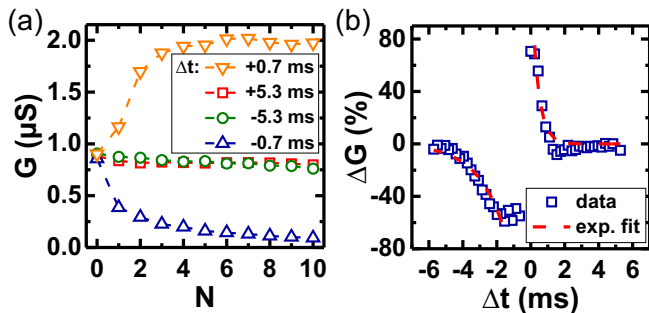 (a)
G (µS)
2.0
1.5
1.0
0.5
0.0
0 2 4 6 8 10
N
Δt:
+0.7 ms
+5.3 ms
-5.3 ms
-0.7 ms
(b)
ΔG (%)
80
40
0
-40
-80
-6 -4 -2 0 2 4 6
Δt (ms)
data
exp. fit